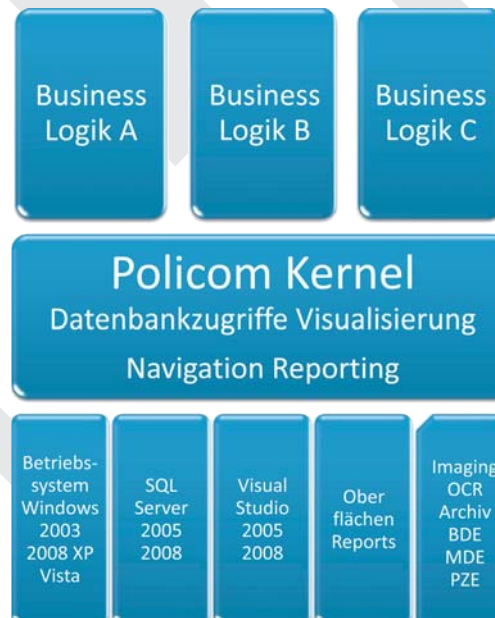 Business
Logik A
Business
Logik B
Business
Logik C
Policom Kernel
Datenbankzugriffe Visualisierung
Navigation Reporting
Betriebs-
system
Windows
2003
2008 XP
Vista
SQL
Server
2005
2008
Visual
Studio
2005
2008
Ober
flächen
Reports
Imaging
OCR
Archiv
BDE
MDE
PZE